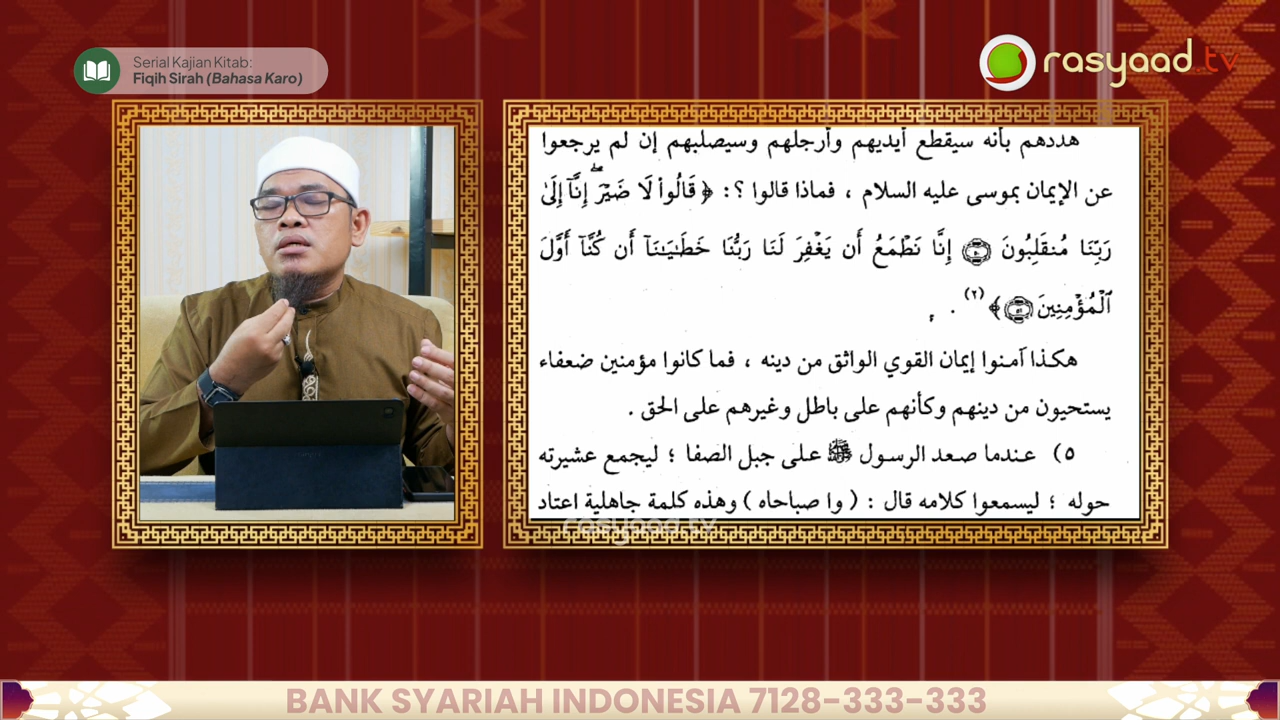 Serial Kajian Kitab:
Fiqih Sirah (Bahasa Karo)
rasyaad.tv
هددهم بأنه سيقطع أيديهم وأرجلهم وسيصلبهم إن لم يرجعوا
عن الإيمان بموسى عليه السلام ، فماذا قالوا ؟: ﴿ قَالُوا۟ لَا ضَيْرَ ۖ إِنَّآ إِلَىٰ
رَبِّنَا مُنقَلِبُونَ ۝٥٠ إِنَّا نَطْمَعُ أَن يَغْفِرَ لَنَا رَبُّنَا خَطَـٰيَـٰنَآ أَن كُنَّآ أَوَّلَ
ٱلْمُؤْمِنِينَ ۝٥١ ﴾ (٢) .
هكذا آمنوا إيمان القوي الواثق من دينه ، فما كانوا مؤمنين ضعفاء
يستحيون من دينهم وكأنهم على باطل وغيرهم على الحق .
٥) عندما صعد الرسول ﷺ على جبل الصفا ؛ ليجمع عشيرته
حوله ؛ ليسمعوا كلامه قال : ( وا صباحاه ) وهذه كلمة جاهلية اعتاد
rasyaad.tv
BANK SYARIAH INDONESIA 7128-333-333